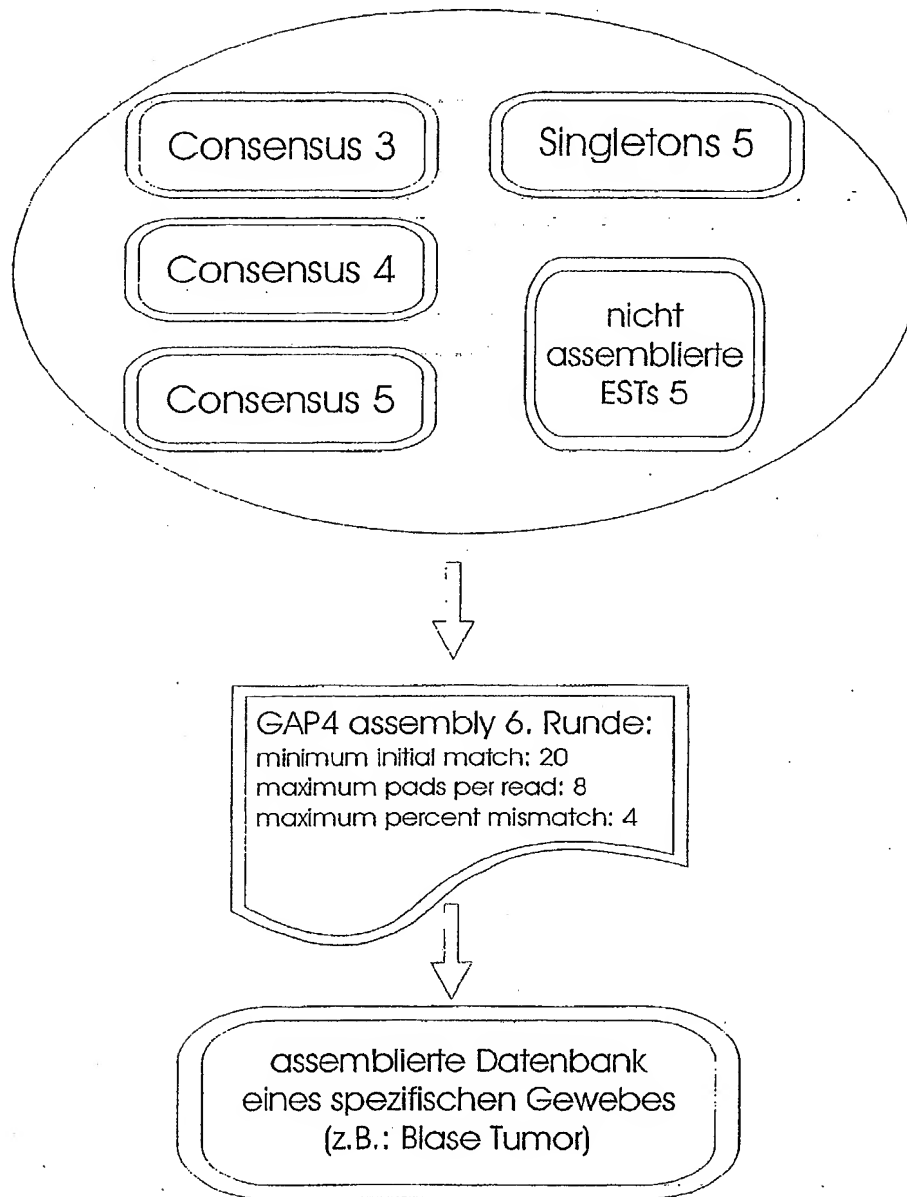 Consensus 3
Singletons 5
Consensus 4
nicht
assemblierte
ESTs 5
Consensus 5
GAP4 assembly 6. Runde:
minimum initial match: 20
maximum pads per read: 8
maximum percent mismatch: 4
assemblierte Datenbank
eines spezifischen Gewebes
(z.B.: Blase Tumor)